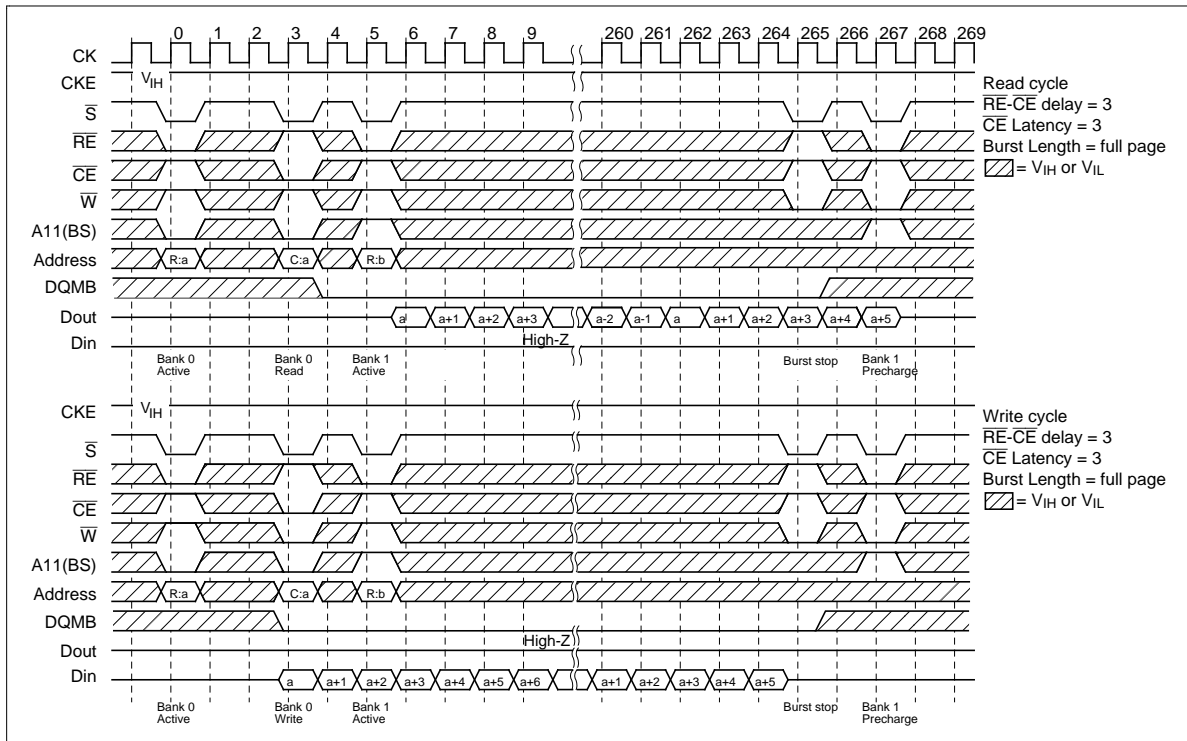 0 1 2 3 4 5 6 7 8 9 260 261 262 263 264 265 266 267 268 269
CK
CKE VIH
S
RE
CE
W
A11(BS)
Address R:a C:a R:b
DQMB
Dout a a+1 a+2 a+3 a-2 a-1 a a+1 a+2 a+3 a+4 a+5
High-Z
Din
Bank 0 Active
Bank 0 Read
Bank 1 Active
Burst stop
Bank 1 Precharge
Read cycle
RE-CE delay = 3
CE Latency = 3
Burst Length = full page
= VIH or VIL
CKE VIH
S
RE
CE
W
A11(BS)
Address R:a C:a R:b
DQMB
High-Z
Dout
Din a a+1 a+2 a+3 a+4 a+5 a+6 a+1 a+2 a+3 a+4 a+5
Bank 0 Active
Bank 0 Write
Bank 1 Active
Burst stop
Bank 1 Precharge
Write cycle
RE-CE delay = 3
CE Latency = 3
Burst Length = full page
= VIH or VIL